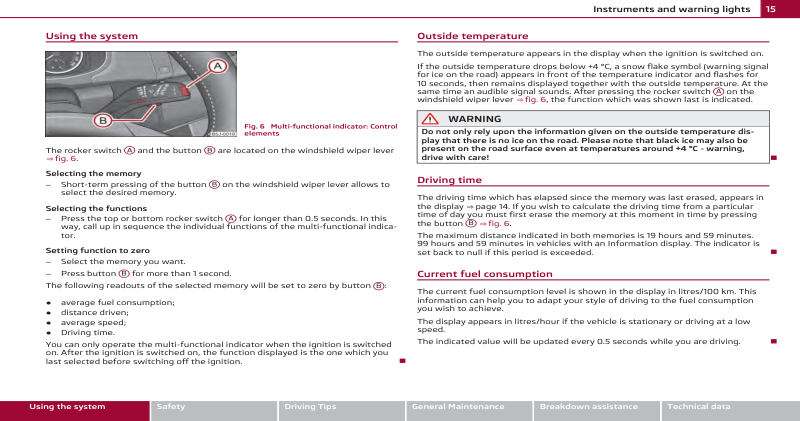 Instruments and warning lights 15
Using the system
A
B
Fig. 6 Multi-functional indicator: Control
elements
The rocker switch A and the button B are located on the windshield wiper lever
⇒ fig. 6.
Selecting the memory
– Short-term pressing of the button B on the windshield wiper lever allows to
select the desired memory.
Selecting the functions
– Press the top or bottom rocker switch A for longer than 0.5 seconds. In this
way, call up in sequence the individual functions of the multi-functional indica-
tor.
Setting function to zero
– Select the memory you want.
– Press button B for more than 1 second.
The following readouts of the selected memory will be set to zero by button B:
• average fuel consumption;
• distance driven;
• average speed;
• Driving time.
You can only operate the multi-functional indicator when the ignition is switched
on. After the ignition is switched on, the function displayed is the one which you
last selected before switching off the ignition.
Outside temperature
The outside temperature appears in the display when the ignition is switched on.
If the outside temperature drops below +4 °C, a snow flake symbol (warning signal
for ice on the road) appears in front of the temperature indicator and flashes for
10 seconds, then remains displayed together with the outside temperature. At the
same time an audible signal sounds. After pressing the rocker switch A on the
windshield wiper lever ⇒ fig. 6, the function which was shown last is indicated.
WARNING
Do not only rely upon the information given on the outside temperature dis-
play that there is no ice on the road. Please note that black ice may also be
present on the road surface even at temperatures around +4 °C - warning,
drive with care!
Driving time
The driving time which has elapsed since the memory was last erased, appears in
the display ⇒ page 14. If you wish to calculate the driving time from a particular
time of day you must first erase the memory at this moment in time by pressing
the button B ⇒ fig. 6.
The maximum distance indicated in both memories is 19 hours and 59 minutes.
99 hours and 59 minutes in vehicles with an Information display. The indicator is
set back to null if this period is exceeded.
Current fuel consumption
The current fuel consumption level is shown in the display in litres/100 km. This
information can help you to adapt your style of driving to the fuel consumption
you wish to achieve.
The display appears in litres/hour if the vehicle is stationary or driving at a low
speed.
The indicated value will be updated every 0.5 seconds while you are driving.
Using the system Safety Driving Tips General Maintenance Breakdown assistance Technical data